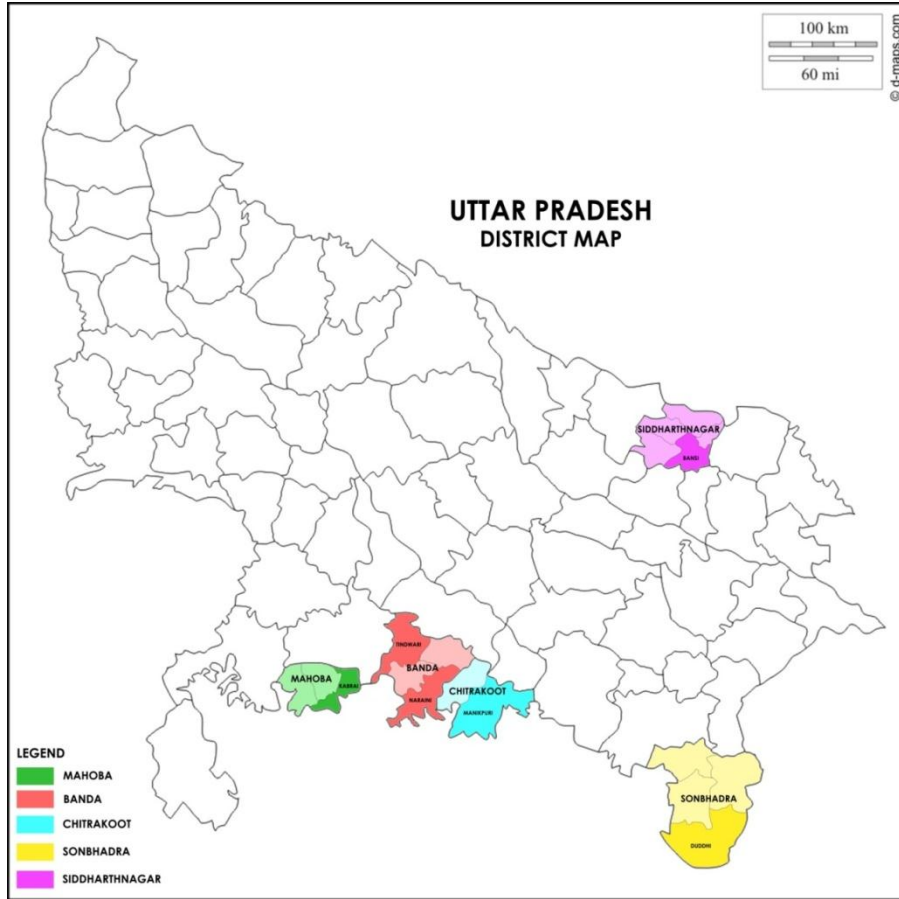 100 km
60 mi
© d-maps.com
UTTAR PRADESH
DISTRICT MAP
SIDDHARTHNAGAR
BANSI
TINDWARI
BANDA
MAHOBA
KABRAI
NARAINI
CHITRAKOOT
MANIKPURI
SONBHADRA
DUDDHI
LEGEND
MAHOBA
BANDA
CHITRAKOOT
SONBHADRA
SIDDHARTHNAGAR